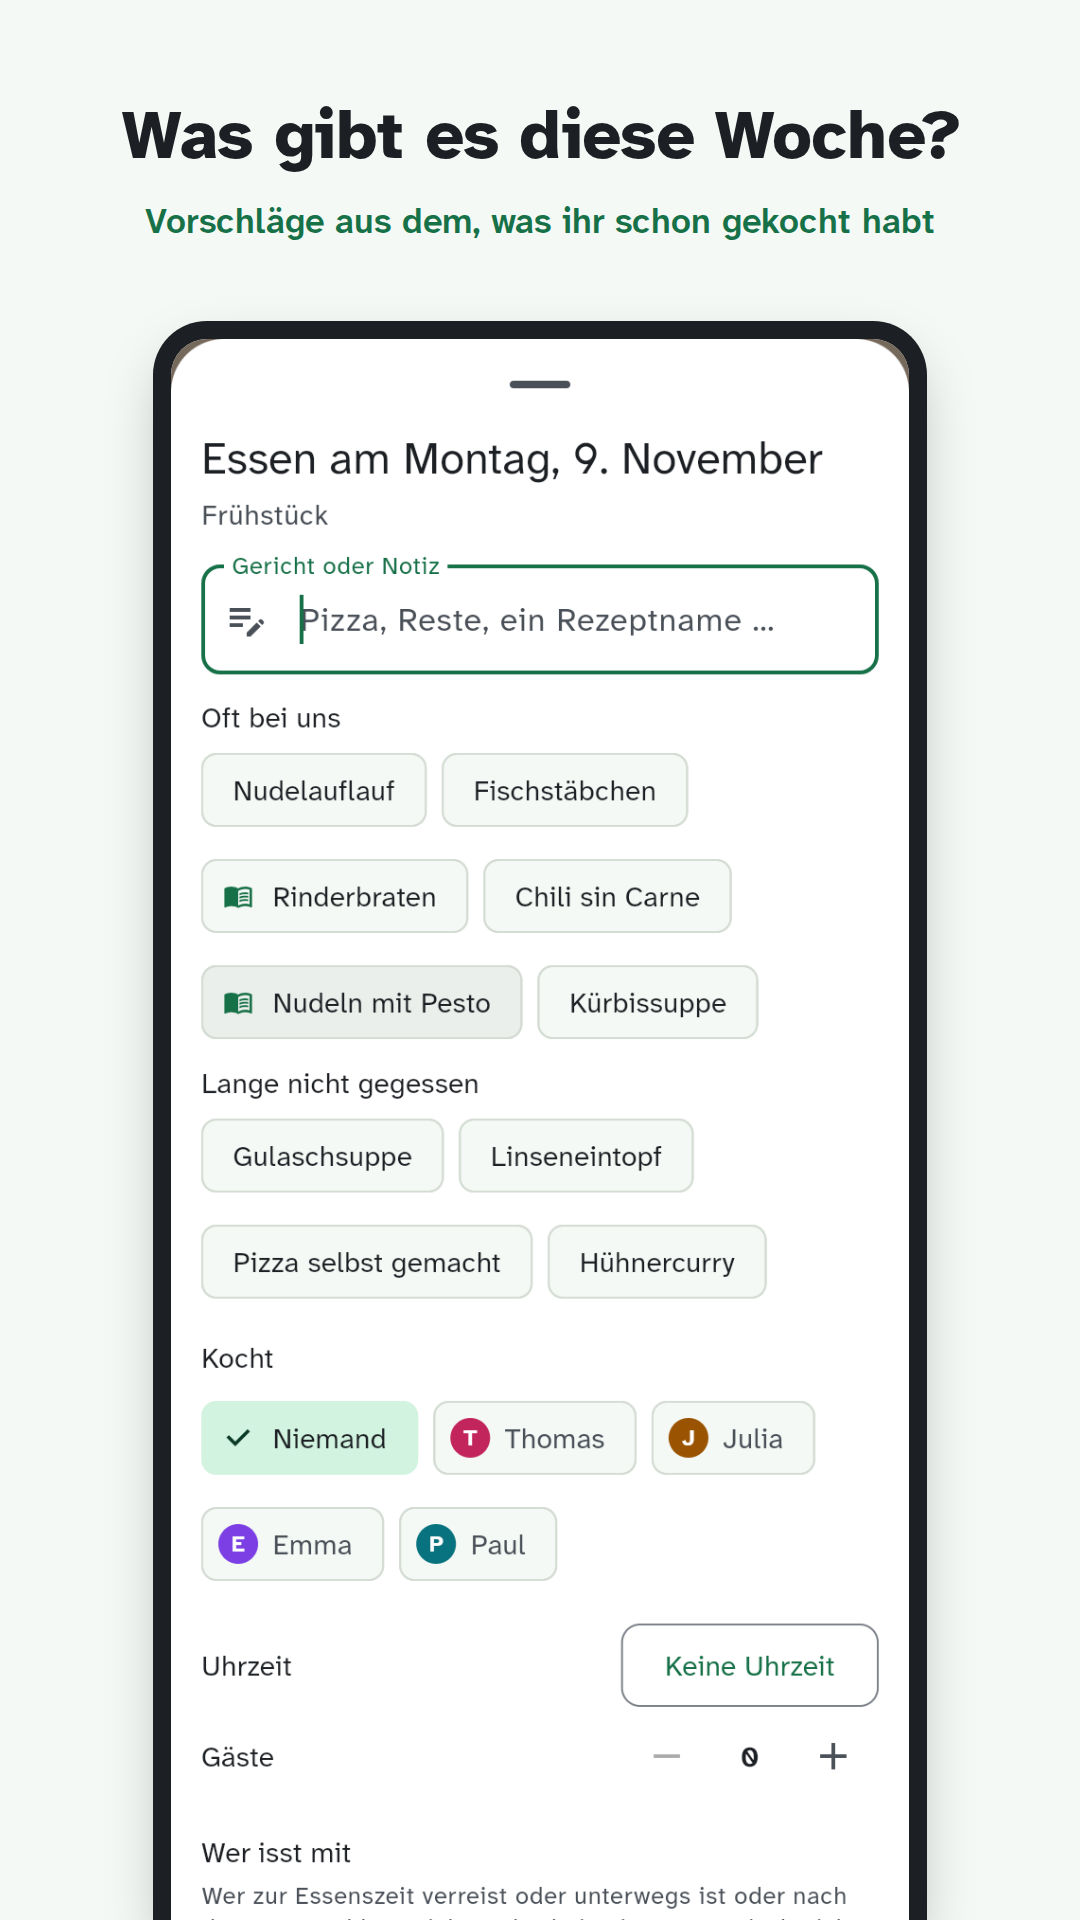 Was gibt es diese Woche?
Vorschläge aus dem, was ihr schon gekocht habt
Essen am Montag, 9. November
Frühstück
Gericht oder Notiz
Pizza, Reste, ein Rezeptname ...
Oft bei uns
Nudelauflauf Fischstäbchen
Rinderbraten Chili sin Carne
Nudeln mit Pesto Kürbissuppe
Lange nicht gegessen
Gulaschsuppe Linseneintopf
Pizza selbst gemacht Hühnercurry
Kocht
Niemand T Thomas J Julia
E Emma P Paul
Uhrzeit Keine Uhrzeit
Gäste − 0 +
Wer isst mit
Wer zur Essenszeit verreist oder unterwegs ist oder nach